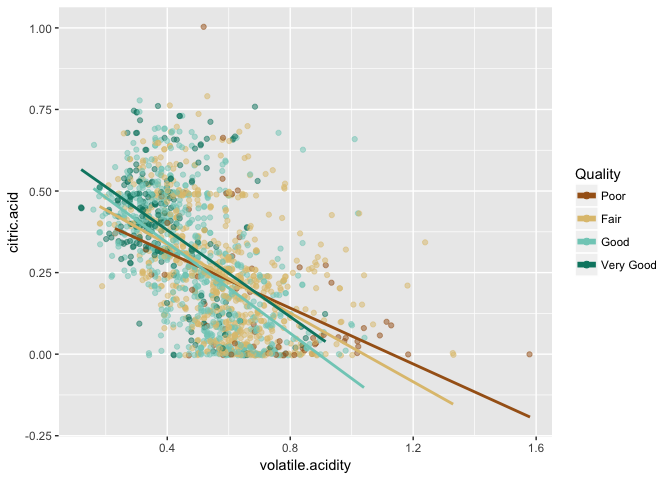 1.00
0.75
0.50
0.25
0.00
-0.25
citric.acid
0.4
0.8
1.2
1.6
volatile.acidity
Quality
Poor
Fair
Good
Very Good